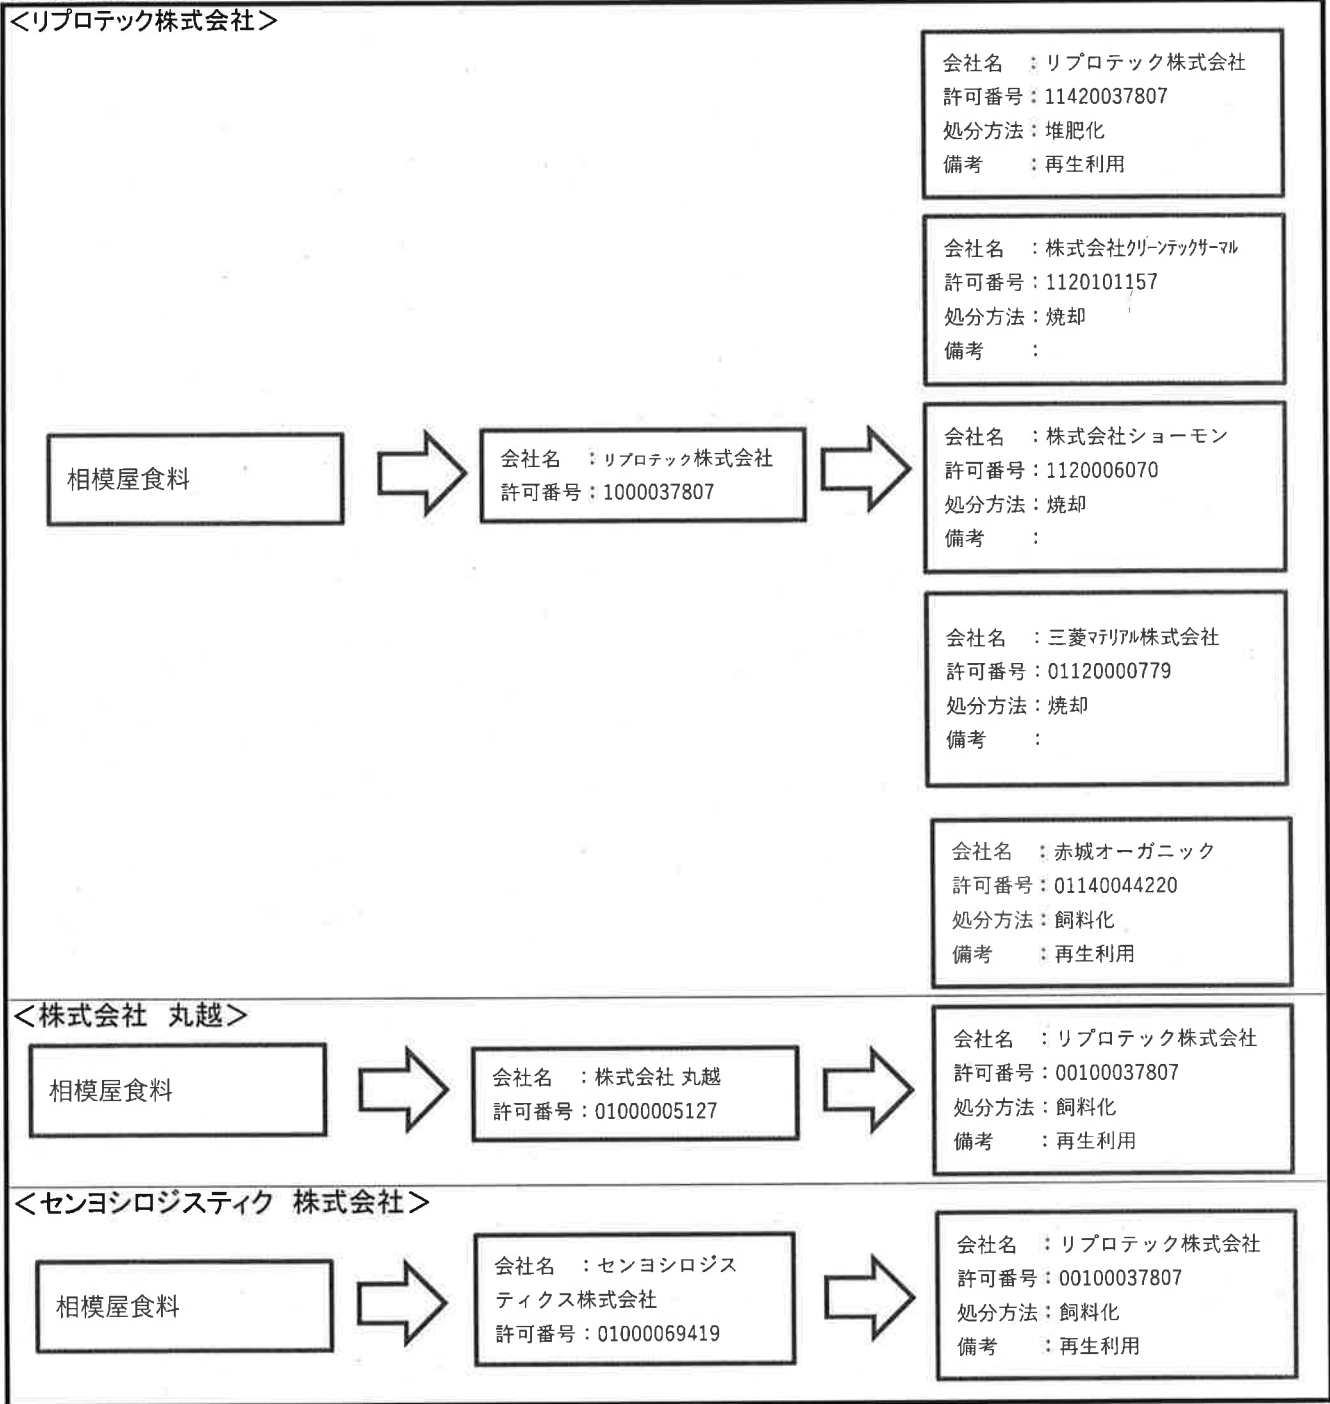 ＜リプロテック株式会社＞
会社名　：リプロテック株式会社
許可番号：11420037807
処分方法：堆肥化
備考　　：再生利用
会社名　：株式会社ｸﾘｰﾝﾃｯｸｻｰﾏﾙ
許可番号：1120101157
処分方法：焼却
備考　　：
相模屋食料
会社名　：リプロテック株式会社
許可番号：1000037807
会社名　：株式会社ショーモン
許可番号：1120006070
処分方法：焼却
備考　　：
会社名　：三菱ﾏﾃﾘｱﾙ株式会社
許可番号：01120000779
処分方法：焼却
備考　　：
会社名　：赤城オーガニック
許可番号：01140044220
処分方法：飼料化
備考　　：再生利用
＜株式会社　丸越＞
相模屋食料
会社名　：株式会社 丸越
許可番号：01000005127
会社名　：リプロテック株式会社
許可番号：00100037807
処分方法：飼料化
備考　　：再生利用
＜センヨシロジスティク　株式会社＞
相模屋食料
会社名　：センヨシロジス
ティクス株式会社
許可番号：01000069419
会社名　：リプロテック株式会社
許可番号：00100037807
処分方法：飼料化
備考　　：再生利用